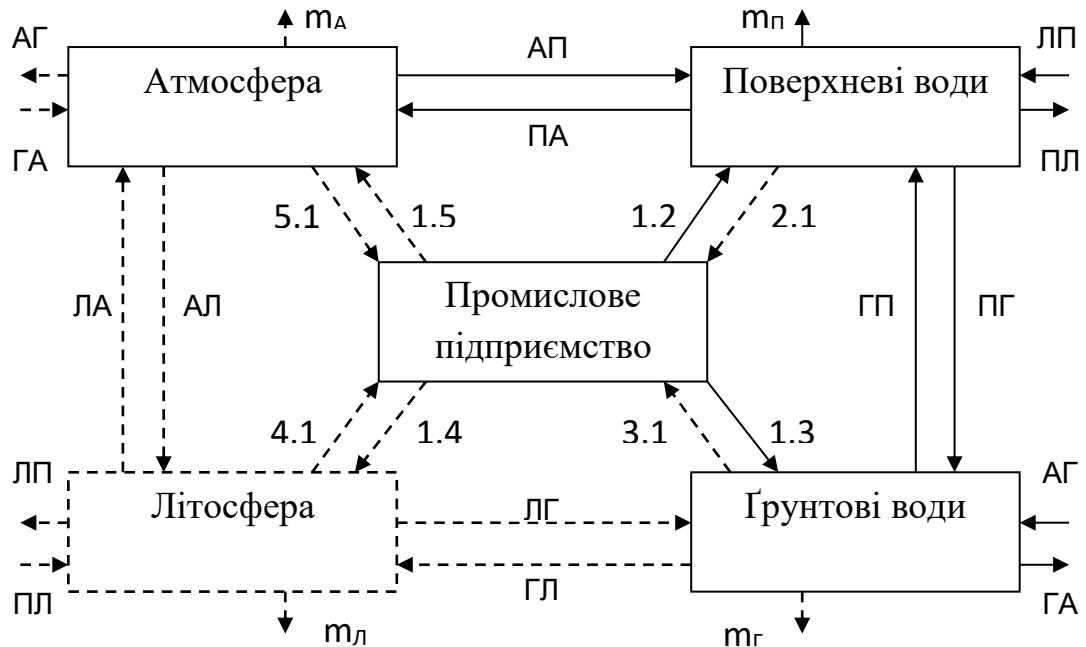 mА
mП
АГ
АП
ЛП
Атмосфера
Поверхневі води
ПА
ГА
ПЛ
5.1
1.5
1.2
2.1
ЛА
АЛ
Промислове
підприємство
ГП
ПГ
4.1
1.4
3.1
1.3
ЛП
АГ
Літосфера
ЛГ
Ґрунтові води
ГЛ
ПЛ
ГА
mЛ
mГ